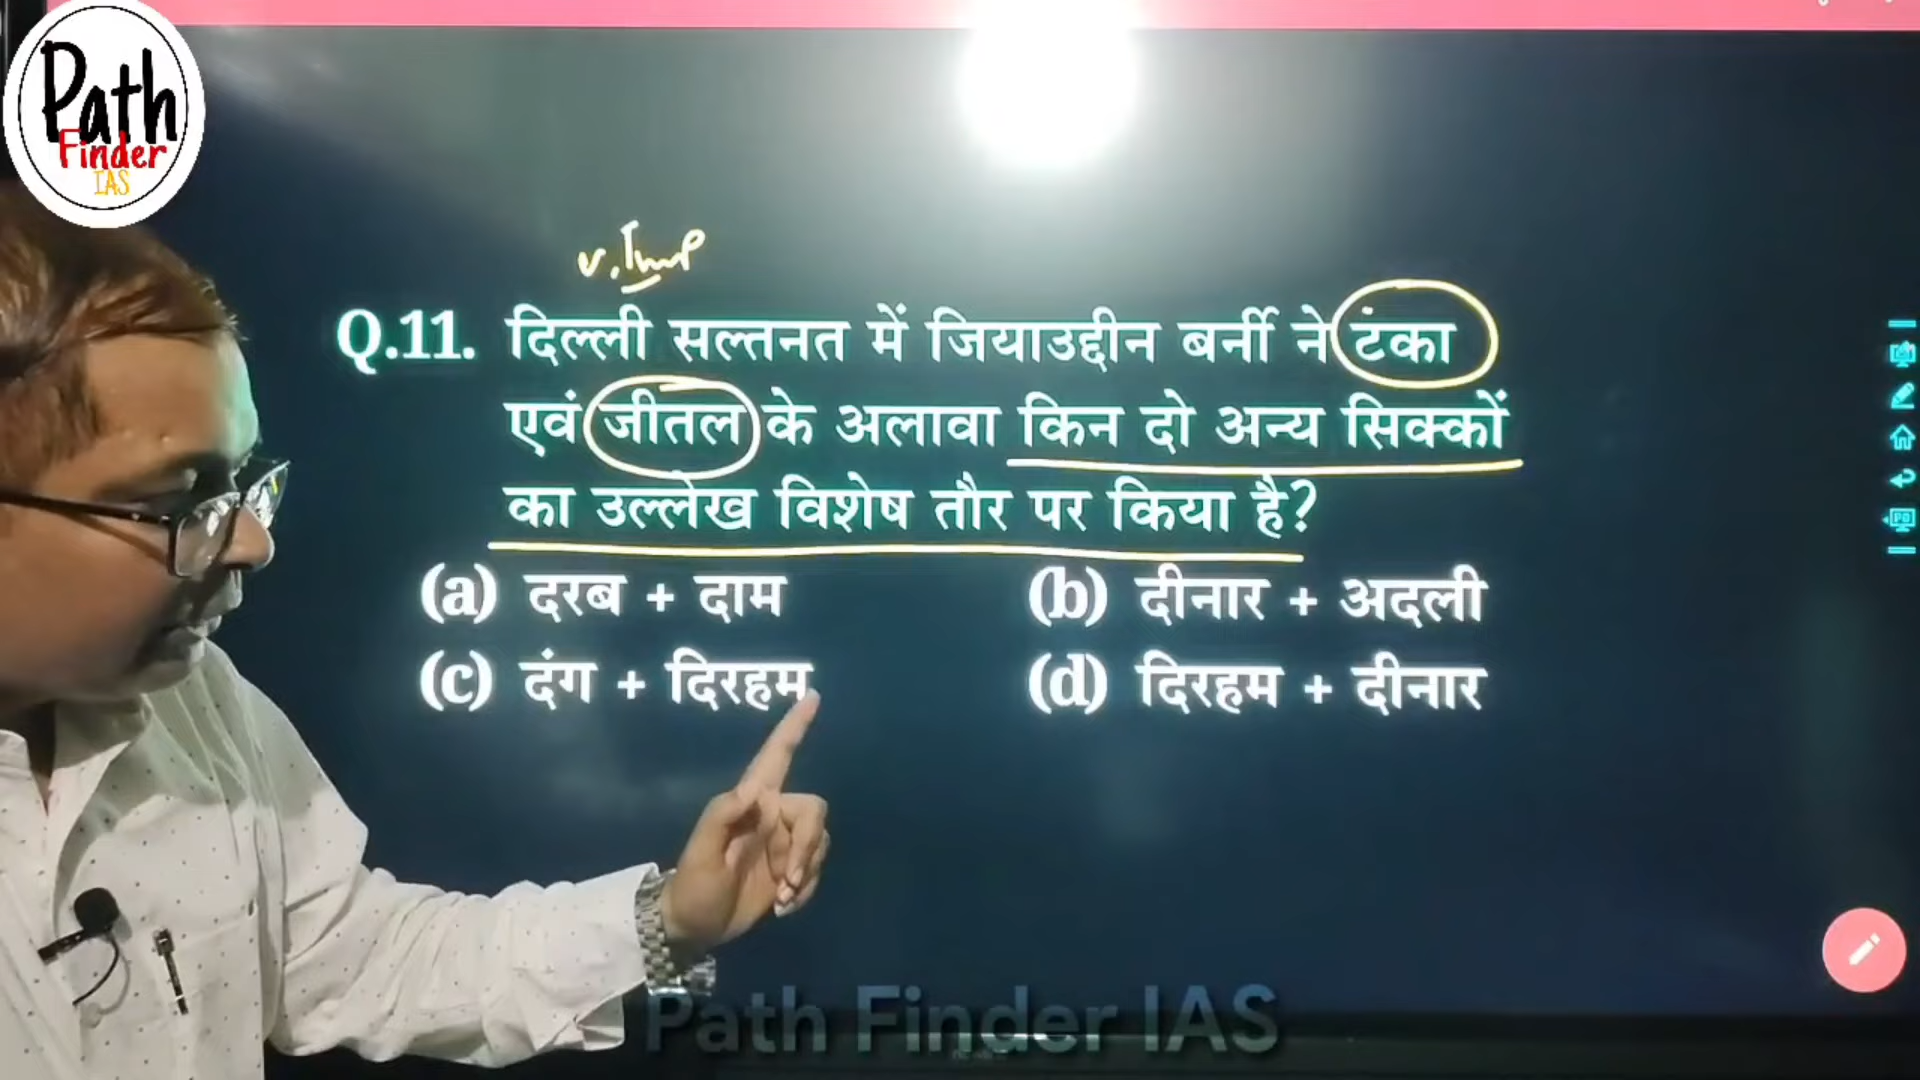 Path
Finder
IAS
v. Imp
Q.11. दिल्ली सल्तनत में जियाउद्दीन बर्नी ने टंका
एवं जीतल के अलावा किन दो अन्य सिक्कों
का उल्लेख विशेष तौर पर किया है?
(a) दरब + दाम (b) दीनार + अदली
(c) दंग + दिरहम (d) दिरहम + दीनार
Path Finder IAS